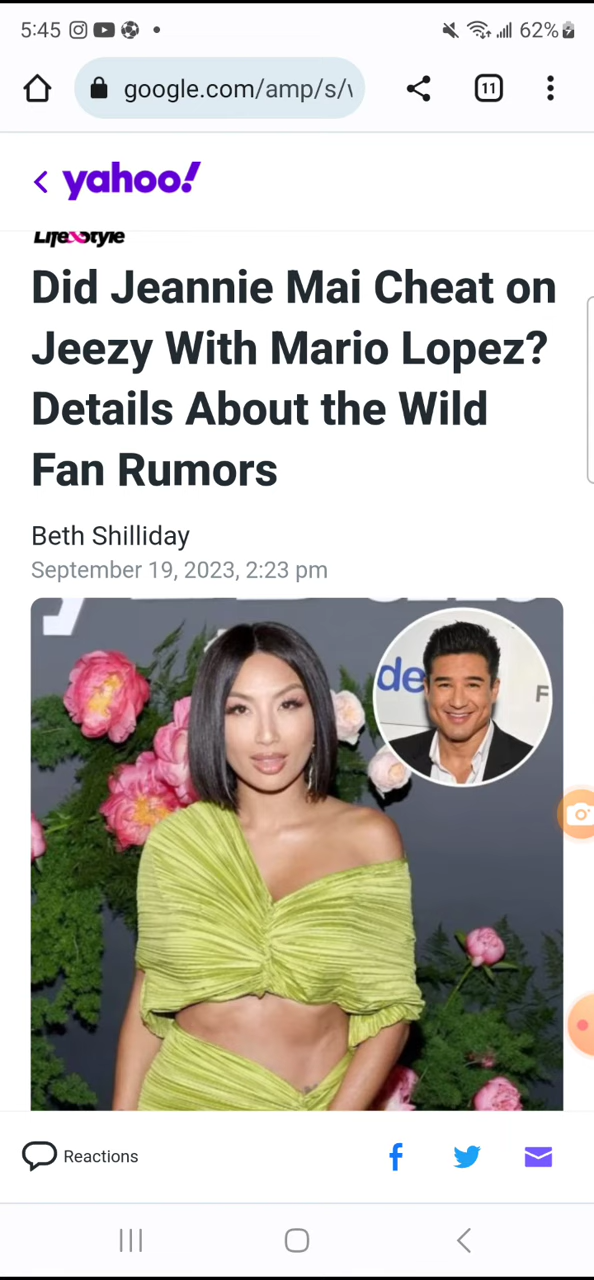 5:45
62%
google.com/amp/s/
11
yahoo!
Life&Style
Did Jeannie Mai Cheat on
Jeezy With Mario Lopez?
Details About the Wild
Fan Rumors
Beth Shilliday
September 19, 2023, 2:23 pm
de
F
Reactions